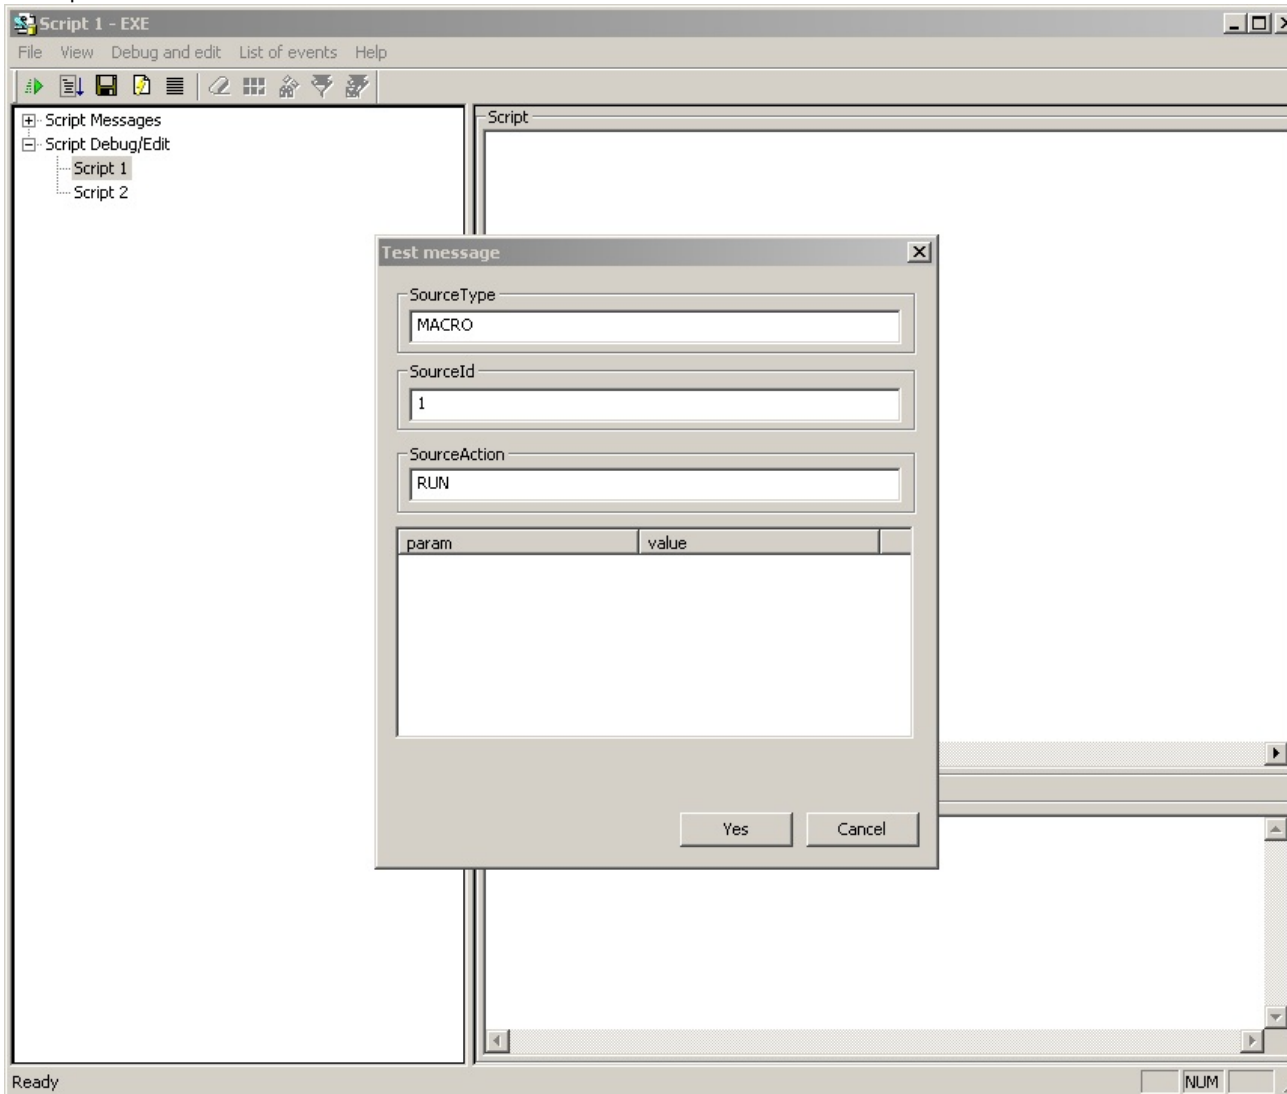 Script 1 - EXE
File View Debug and edit List of events Help
Script Messages
Script Debug/Edit
Script 1
Script 2
Script
Test message
SourceType
MACRO
SourceId
1
SourceAction
RUN
param value
Yes Cancel
Ready NUM